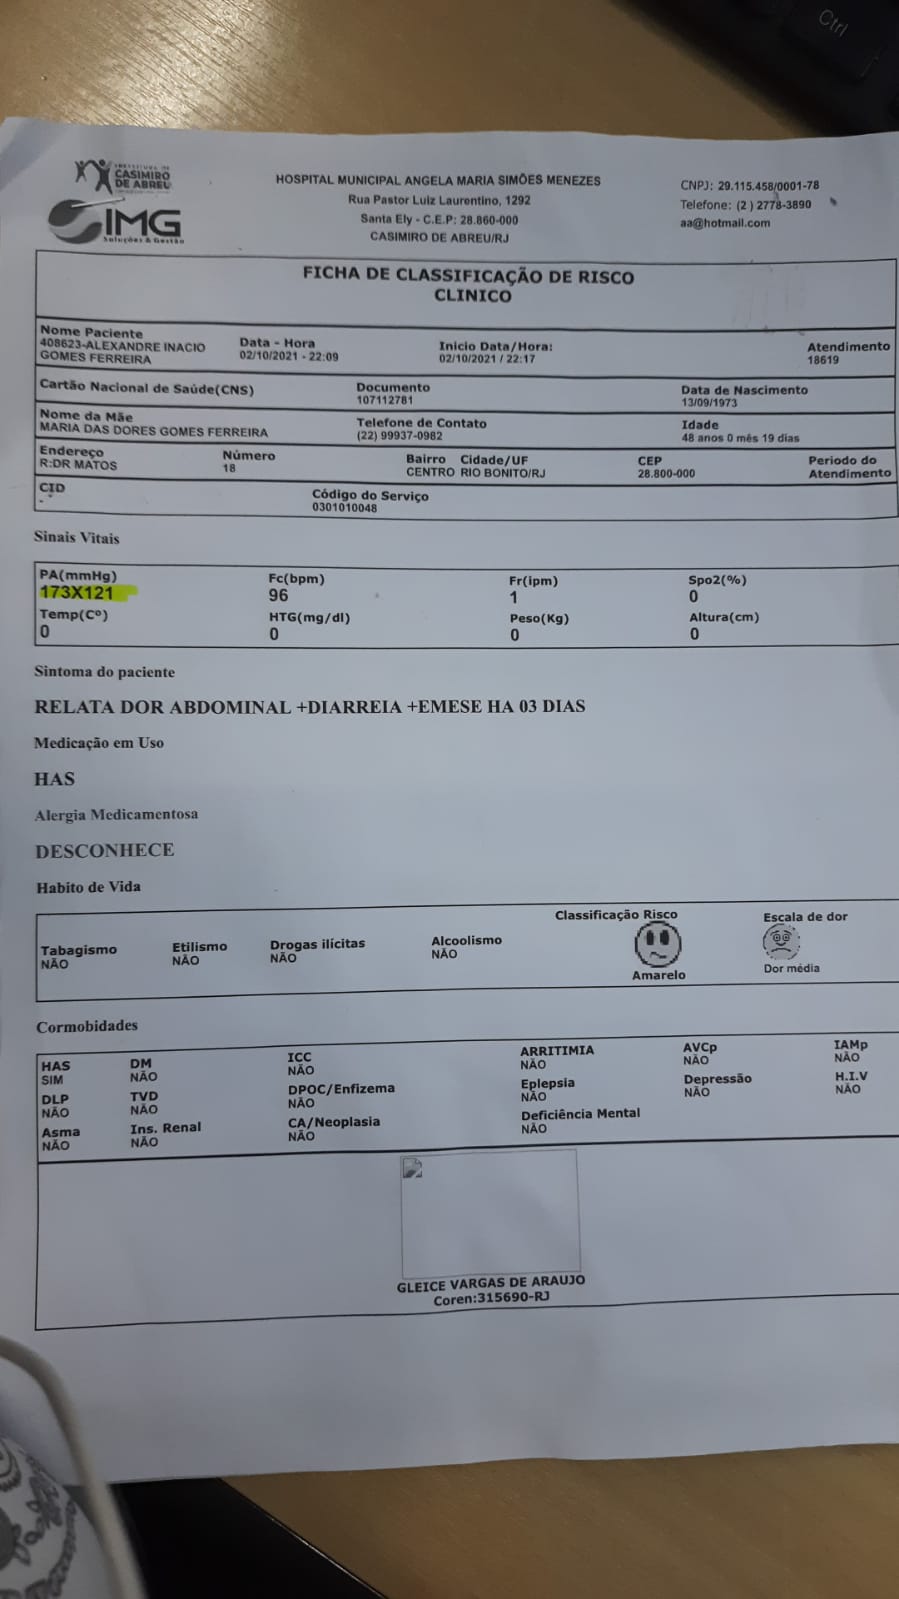 Ctrl
CASIMIRO
DE ABREU
IMG
Soluções & Gestão
HOSPITAL MUNICIPAL ANGELA MARIA SIMÕES MENEZES
Rua Pastor Luiz Laurentino, 1292
Santa Ely - C.E.P: 28.860-000
CASIMIRO DE ABREU/RJ
CNPJ: 29.115.458/0001-78
Telefone: (2 ) 2778-3890
aa@hotmail.com
FICHA DE CLASSIFICAÇÃO DE RISCO
CLINICO
Nome Paciente
408623-ALEXANDRE INACIO
GOMES FERREIRA
Data - Hora
02/10/2021 - 22:09
Inicio Data/Hora:
02/10/2021 / 22:17
Atendimento
18619
Cartão Nacional de Saúde(CNS)
Documento
107112781
Data de Nascimento
13/09/1973
Nome da Mãe
MARIA DAS DORES GOMES FERREIRA
Telefone de Contato
(22) 99937-0982
Idade
48 anos 0 mês 19 dias
Endereço
R:DR MATOS
Número
18
Bairro Cidade/UF
CENTRO RIO BONITO/RJ
CEP
28.800-000
Periodo do
Atendimento
CID
-
Código do Serviço
0301010048
Sinais Vitais
PA(mmHg)
173X121
Fc(bpm)
96
Fr(ipm)
1
Spo2(%)
0
Temp(Cº)
0
HTG(mg/dl)
0
Peso(Kg)
0
Altura(cm)
0
Sintoma do paciente
RELATA DOR ABDOMINAL +DIARREIA +EMESE HA 03 DIAS
Medicação em Uso
HAS
Alergia Medicamentosa
DESCONHECE
Habito de Vida
Tabagismo
NÃO
Etilismo
NÃO
Drogas ilícitas
NÃO
Alcoolismo
NÃO
Classificação Risco
Amarelo
Escala de dor
Dor média
Cormobidades
HAS
SIM
DM
NÃO
ICC
NÃO
ARRITIMIA
NÃO
AVCp
NÃO
IAMp
NÃO
DLP
NÃO
TVD
NÃO
DPOC/Enfizema
NÃO
Eplepsia
NÃO
Depressão
NÃO
H.I.V
NÃO
Asma
NÃO
Ins. Renal
NÃO
CA/Neoplasia
NÃO
Deficiência Mental
NÃO
GLEICE VARGAS DE ARAUJO
Coren:315690-RJ